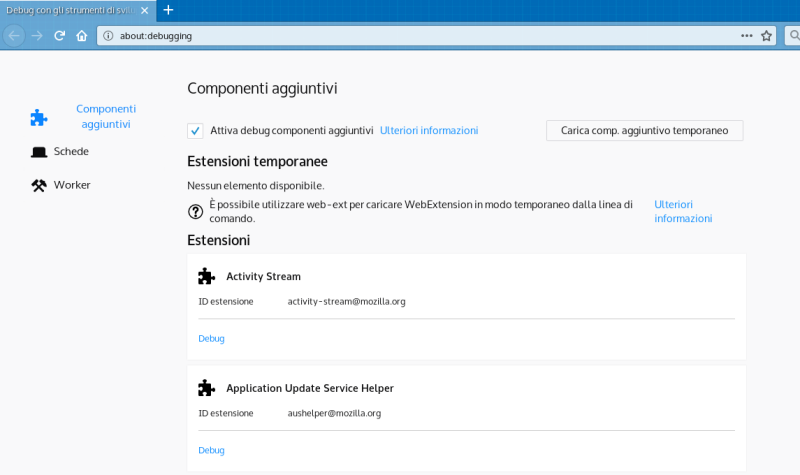 Debug con gli strumenti di svil
about:debugging
Componenti aggiuntivi
Componenti
aggiuntivi
Schede
Worker
Attiva debug componenti aggiuntivi Ulteriori informazioni Carica comp. aggiuntivo temporaneo
Estensioni temporanee
Nessun elemento disponibile.
È possibile utilizzare web-ext per caricare WebExtension in modo temporaneo dalla linea di
comando.
Ulteriori
informazioni
Estensioni
Activity Stream
ID estensione activity-stream@mozilla.org
Debug
Application Update Service Helper
ID estensione aushelper@mozilla.org
Debug